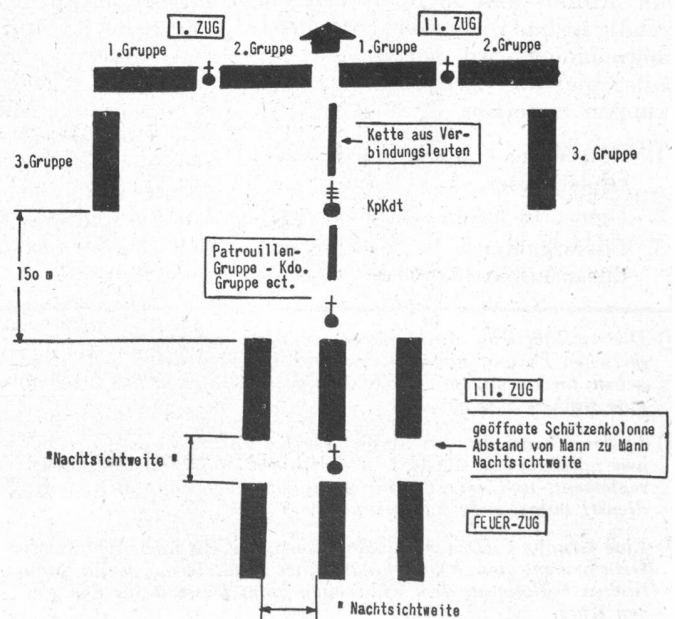 I. ZUG
II. ZUG
1.Gruppe
2.Gruppe
1.Gruppe
2.Gruppe
3.Gruppe
Kette aus Ver-
bindungsleuten
3. Gruppe
KpKdt
Patrouillen-
Gruppe - Kdo.
Gruppe ect.
15o m
III. ZUG
geöffnete Schützenkolonne
Abstand von Mann zu Mann
Nachtsichtweite
"Nachtsichtweite "
FEUER-ZUG
" Nachtsichtweite